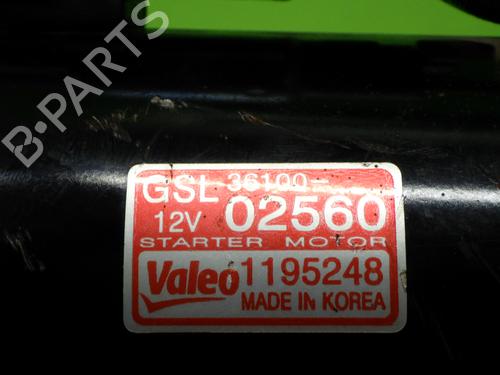 B-PARTS
GSL 36100-
12V 02560
STARTER MOTOR
Valeo 1195248
MADE IN KOREA